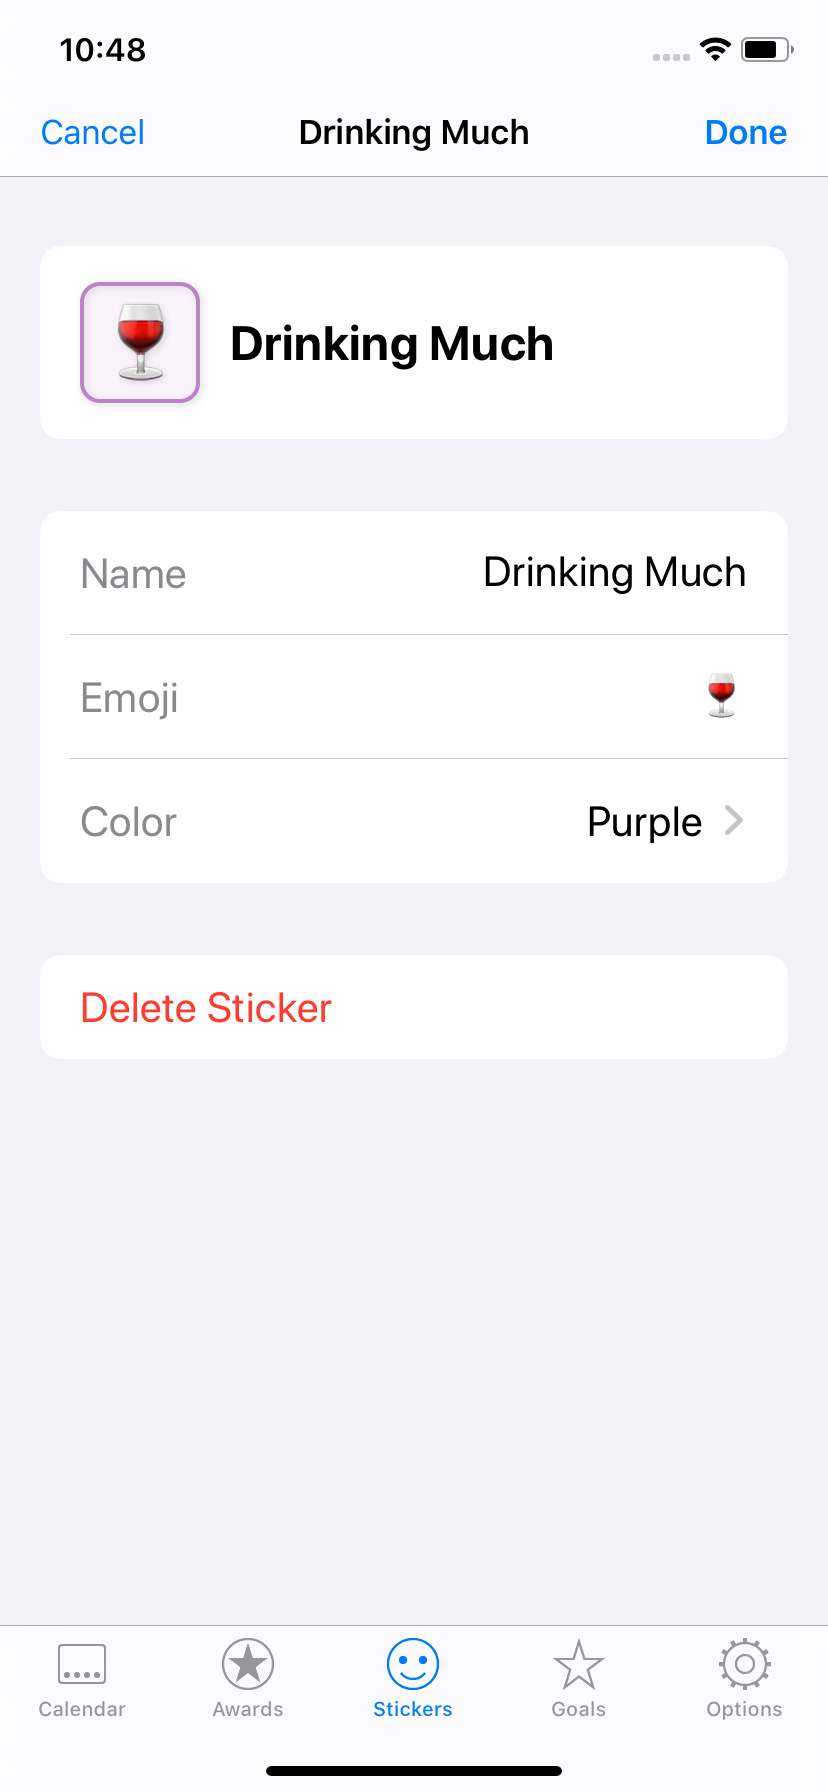 10:48
Cancel Drinking Much Done
Drinking Much
Name Drinking Much
Emoji
Color Purple
Delete Sticker
Calendar Awards Stickers Goals Options